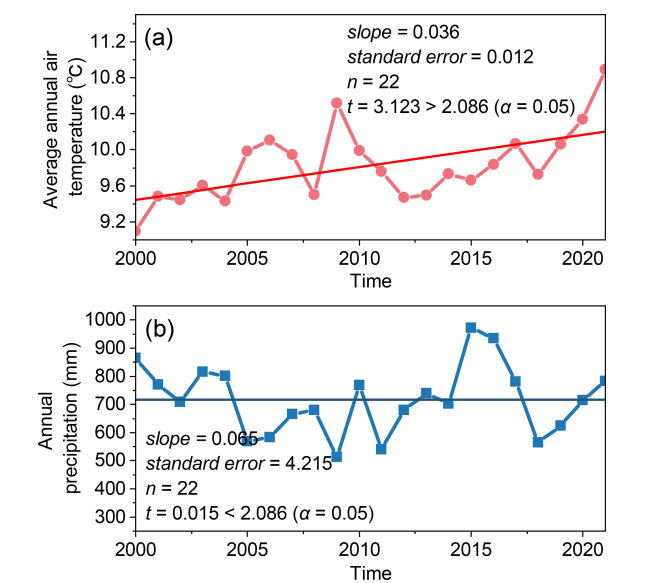 (a)
slope = 0.036
standard error = 0.012
n = 22
t = 3.123 > 2.086 (α = 0.05)
Average annual air
temperature (℃)
11.2
10.8
10.4
10.0
9.6
9.2
2000 2005 2010 2015 2020
Time
(b)
Annual
precipitation (mm)
1000
900
800
700
600
500
400
300
slope = 0.065
standard error = 4.215
n = 22
t = 0.015 < 2.086 (α = 0.05)
2000 2005 2010 2015 2020
Time